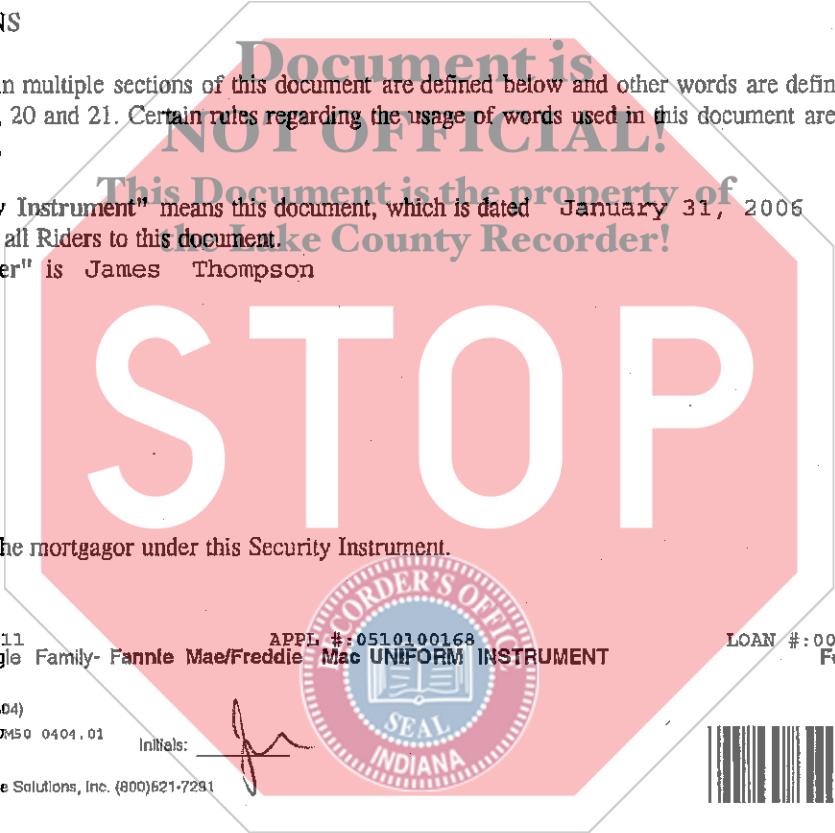 NS
Document is
n multiple sections of this document are defined below and other words are defin
, 20 and 21. Certain rules regarding the usage of words used in this document are
NOT OFFICIAL!
This Document is the property of
y Instrument" means this document, which is dated January 31, 2006
all Riders to this document.
the Lake County Recorder!
er" is James Thompson
STOP
he mortgagor under this Security Instrument.
RECORDER'S OFFICE
SEAL
INDIANA
11 APPL #:0510100168 LOAN #:00
gle Family- Fannie Mae/Freddie Mac UNIFORM INSTRUMENT
04)
0404.01
Initials:
e Solutions, Inc. (800)521-7291